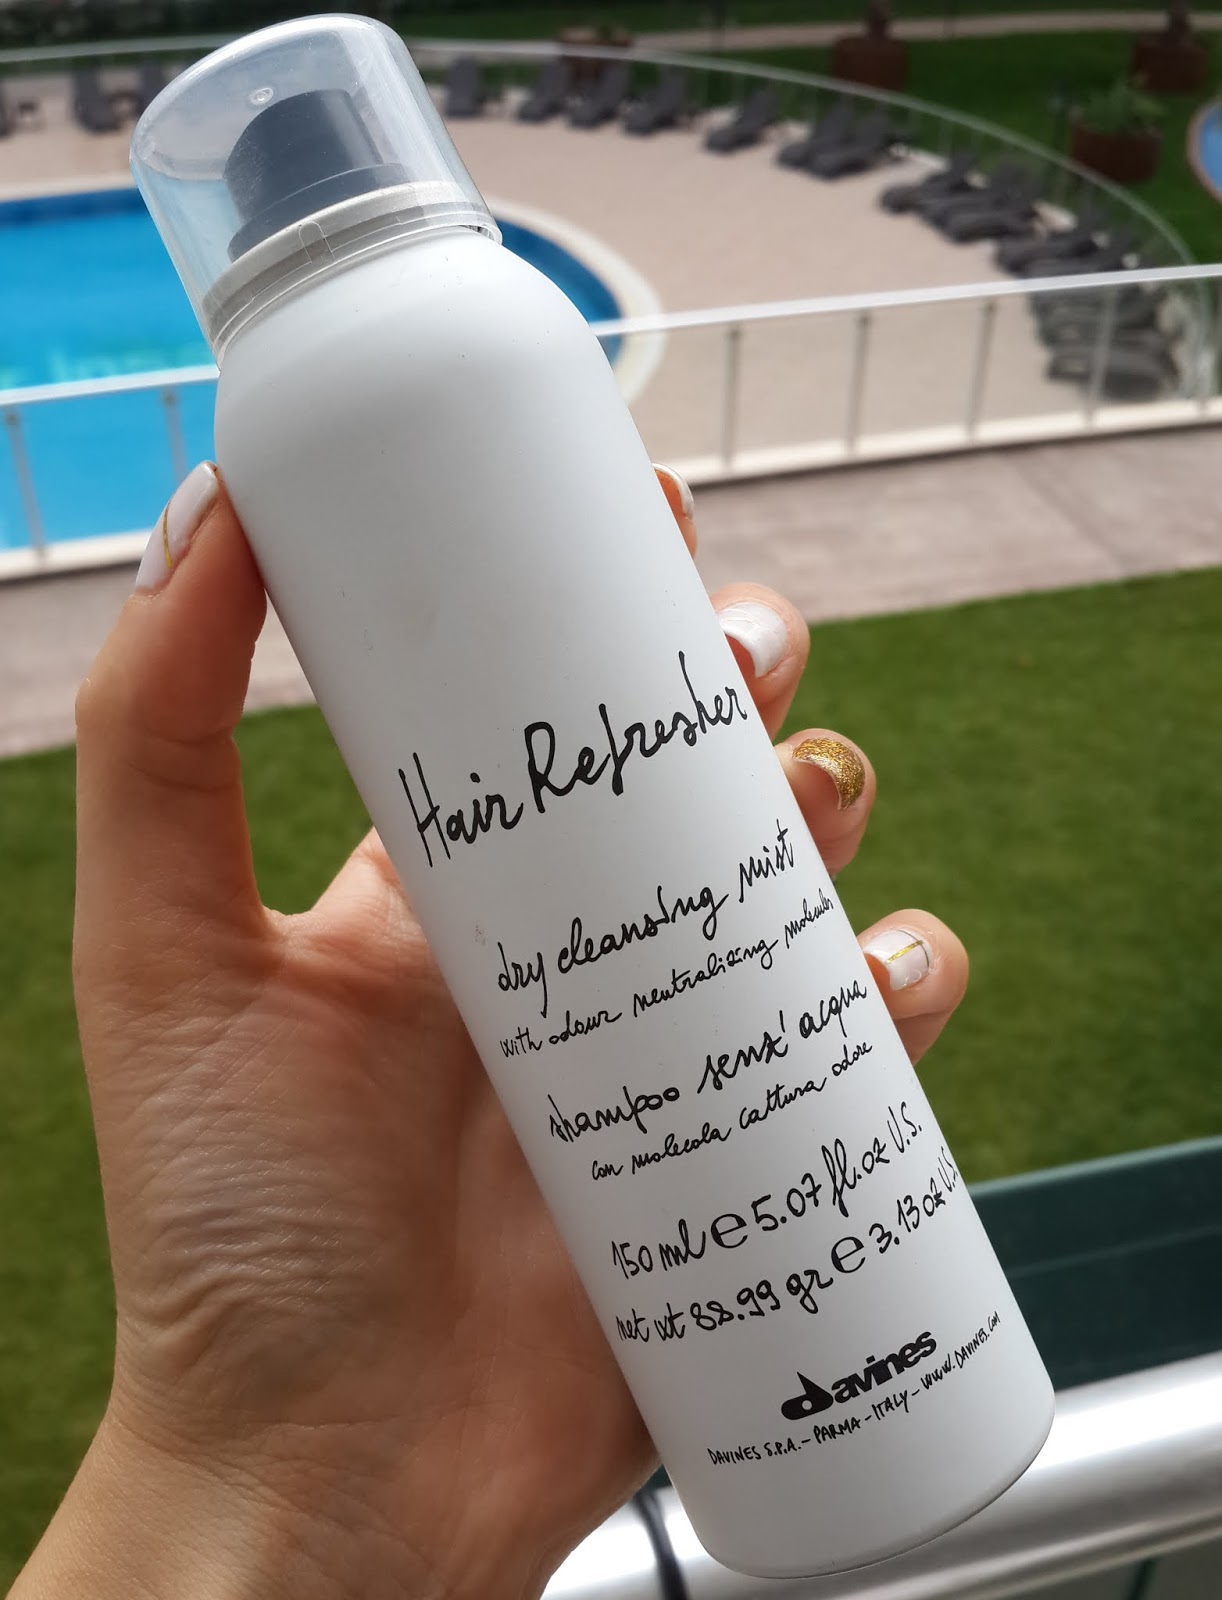 Hair Refresher
dry cleansing mist
with odour neutralizing molecules
shampoo senz'acqua
con molecola cattura odore
150 ml e 5.07 fl.oz U.S.
net wt 88.99 gr e 3.13 oz U.S.
davines
DAVINES S.P.A. - PARMA - ITALY - WWW.DAVINES.COM